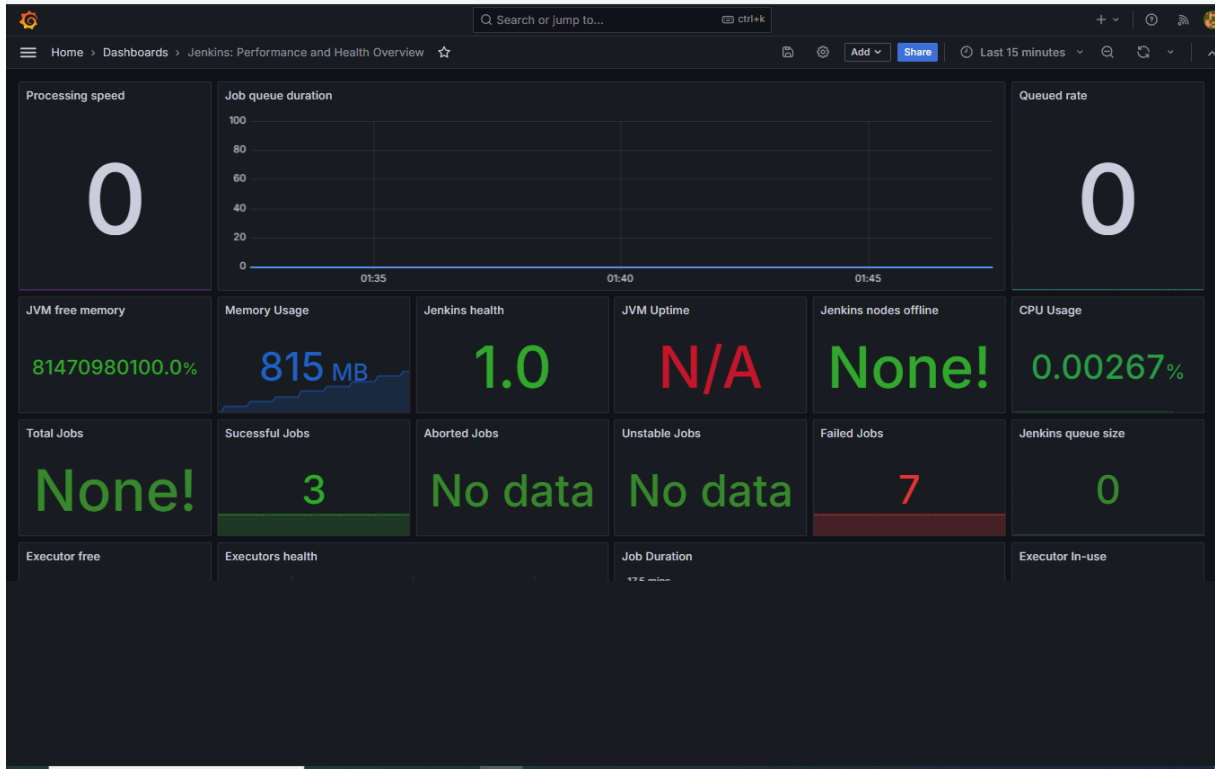 Search or jump to... ctrl+k
Home › Dashboards › Jenkins: Performance and Health Overview Add Share Last 15 minutes
Processing speed
0
Job queue duration
100
80
60
40
20
0
01:35 01:40 01:45
Queued rate
0
JVM free memory
81470980100.0%
Memory Usage
815 MB
Jenkins health
1.0
JVM Uptime
N/A
Jenkins nodes offline
None!
CPU Usage
0.00267%
Total Jobs
None!
Sucessful Jobs
3
Aborted Jobs
No data
Unstable Jobs
No data
Failed Jobs
7
Jenkins queue size
0
Executor free
Executors health
Job Duration
17.5 mins
Executor In-use